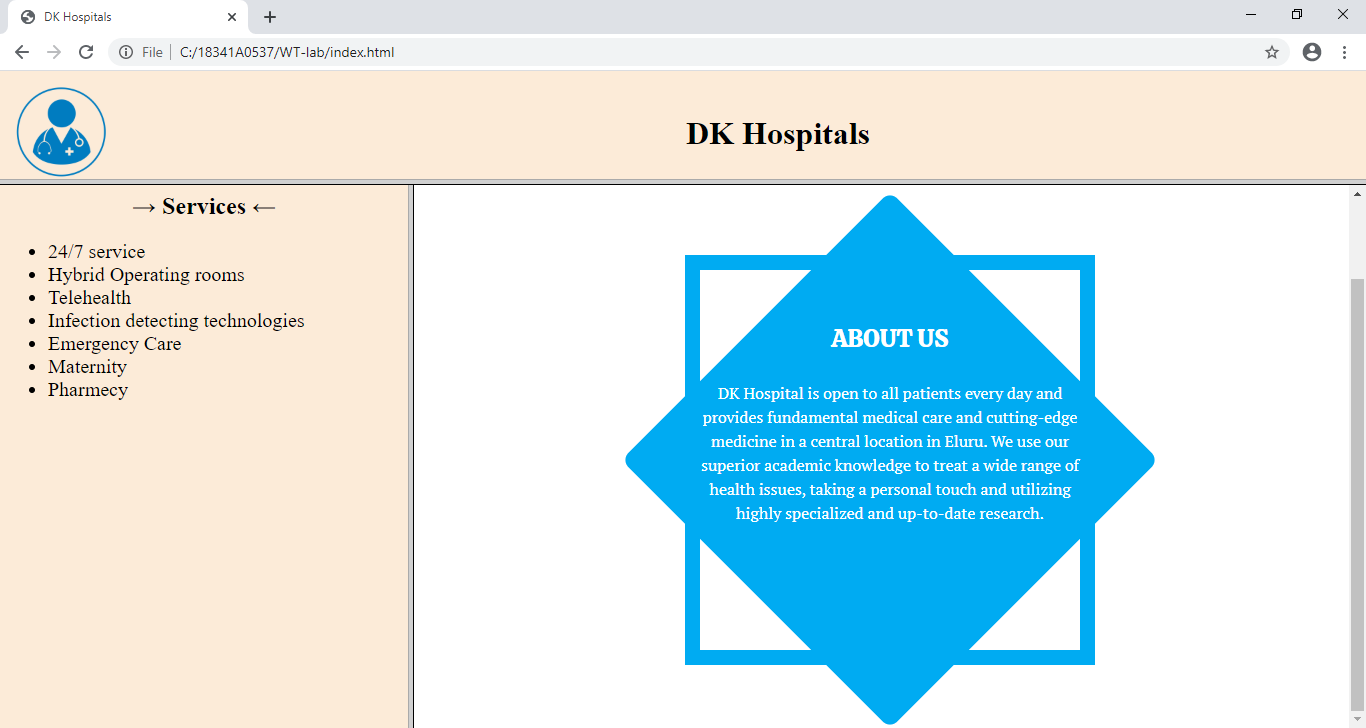 DK Hospitals
File
C:/18341A0537/WT-lab/index.html
DK Hospitals
→ Services ←
• 24/7 service
• Hybrid Operating rooms
• Telehealth
• Infection detecting technologies
• Emergency Care
• Maternity
• Pharmecy
ABOUT US
DK Hospital is open to all patients every day and
provides fundamental medical care and cutting-edge
medicine in a central location in Eluru. We use our
superior academic knowledge to treat a wide range of
health issues, taking a personal touch and utilizing
highly specialized and up-to-date research.